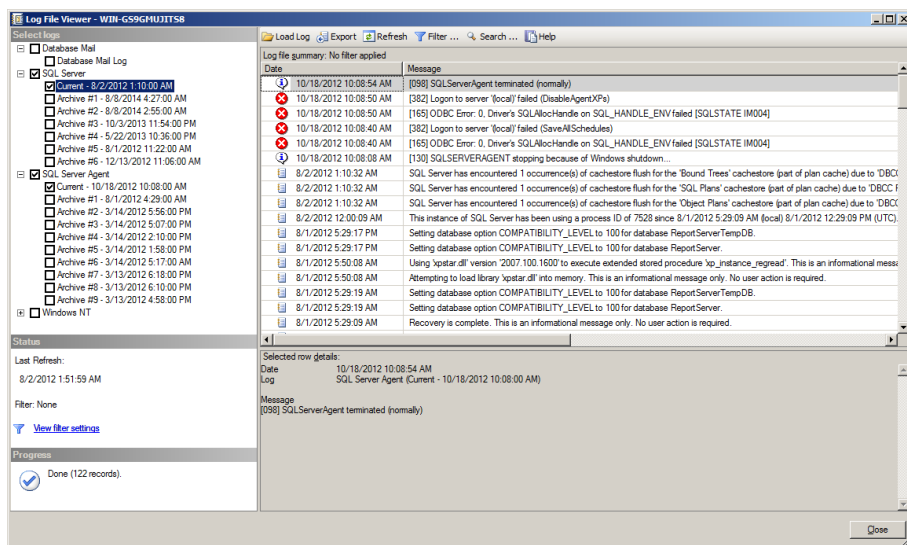 Log File Viewer - WIN-GS9GMUJITS8
Select logs
Database Mail
Database Mail Log
SQL Server
Current - 8/2/2012 1:10:00 AM
Archive #1 - 8/8/2014 4:27:00 AM
Archive #2 - 8/8/2014 2:55:00 AM
Archive #3 - 10/3/2013 11:54:00 PM
Archive #4 - 5/22/2013 10:36:00 PM
Archive #5 - 8/1/2012 11:22:00 AM
Archive #6 - 12/13/2012 11:06:00 AM
SQL Server Agent
Current - 10/18/2012 10:08:00 AM
Archive #1 - 8/1/2012 4:29:00 AM
Archive #2 - 3/14/2012 5:56:00 PM
Archive #3 - 3/14/2012 5:07:00 PM
Archive #4 - 3/14/2012 2:10:00 PM
Archive #5 - 3/14/2012 1:58:00 PM
Archive #6 - 3/14/2012 5:17:00 AM
Archive #7 - 3/13/2012 6:18:00 PM
Archive #8 - 3/13/2012 6:10:00 PM
Archive #9 - 3/13/2012 4:58:00 PM
Windows NT
Status
Last Refresh:
8/2/2012 1:51:59 AM
Filter: None
View filter settings
Progress
Done (122 records).
Load Log Export Refresh Filter ... Search ... Help
Log file summary: No filter applied
Date Message
10/18/2012 10:08:54 AM [098] SQLServerAgent terminated (normally)
10/18/2012 10:08:50 AM [382] Logon to server '(local)' failed (DisableAgentXPs)
10/18/2012 10:08:50 AM [165] ODBC Error: 0, Driver's SQLAllocHandle on SQL_HANDLE_ENV failed [SQLSTATE IM004]
10/18/2012 10:08:40 AM [382] Logon to server '(local)' failed (SaveAllSchedules)
10/18/2012 10:08:40 AM [165] ODBC Error: 0, Driver's SQLAllocHandle on SQL_HANDLE_ENV failed [SQLSTATE IM004]
10/18/2012 10:08:08 AM [130] SQLSERVERAGENT stopping because of Windows shutdown...
8/2/2012 1:10:32 AM SQL Server has encountered 1 occurrence(s) of cachestore flush for the 'Bound Trees' cachestore (part of plan cache) due to 'DBCC
8/2/2012 1:10:32 AM SQL Server has encountered 1 occurrence(s) of cachestore flush for the 'SQL Plans' cachestore (part of plan cache) due to 'DBCC F
8/2/2012 1:10:32 AM SQL Server has encountered 1 occurrence(s) of cachestore flush for the 'Object Plans' cachestore (part of plan cache) due to 'DBC
8/2/2012 12:00:09 AM This instance of SQL Server has been using a process ID of 7528 since 8/1/2012 5:29:09 AM (local) 8/1/2012 12:29:09 PM (UTC).
8/1/2012 5:29:17 PM Setting database option COMPATIBILITY_LEVEL to 100 for database ReportServerTempDB.
8/1/2012 5:29:17 PM Setting database option COMPATIBILITY_LEVEL to 100 for database ReportServer.
8/1/2012 5:50:08 AM Using 'xpstar.dll' version '2007.100.1600' to execute extended stored procedure 'xp_instance_regread'. This is an informational messa
8/1/2012 5:50:08 AM Attempting to load library 'xpstar.dll' into memory. This is an informational message only. No user action is required.
8/1/2012 5:29:19 AM Setting database option COMPATIBILITY_LEVEL to 100 for database ReportServerTempDB.
8/1/2012 5:29:19 AM Setting database option COMPATIBILITY_LEVEL to 100 for database ReportServer.
8/1/2012 5:29:09 AM Recovery is complete. This is an informational message only. No user action is required.
Selected row details:
Date 10/18/2012 10:08:54 AM
Log SQL Server Agent (Current - 10/18/2012 10:08:00 AM)
Message
[098] SQLServerAgent terminated (normally)
Close